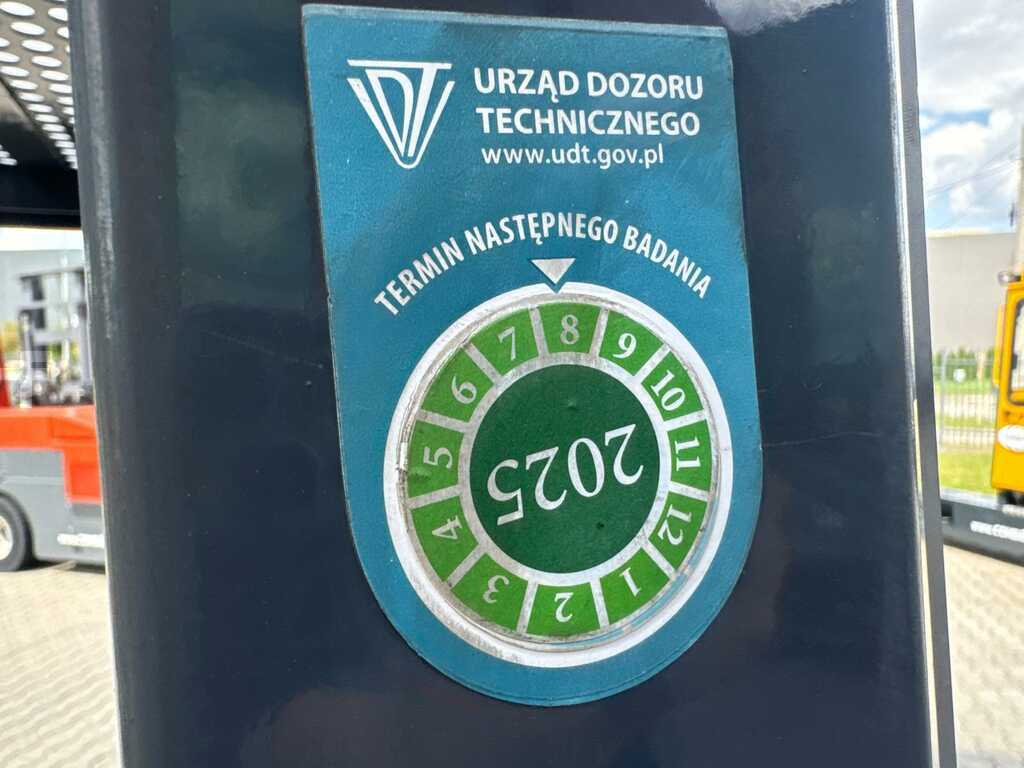 UDT
URZĄD DOZORU
TECHNICZNEGO
www.udt.gov.pl
TERMIN NASTĘPNEGO BADANIA
7 8 9 10 11 12 1 2 3 4 5 6
2025